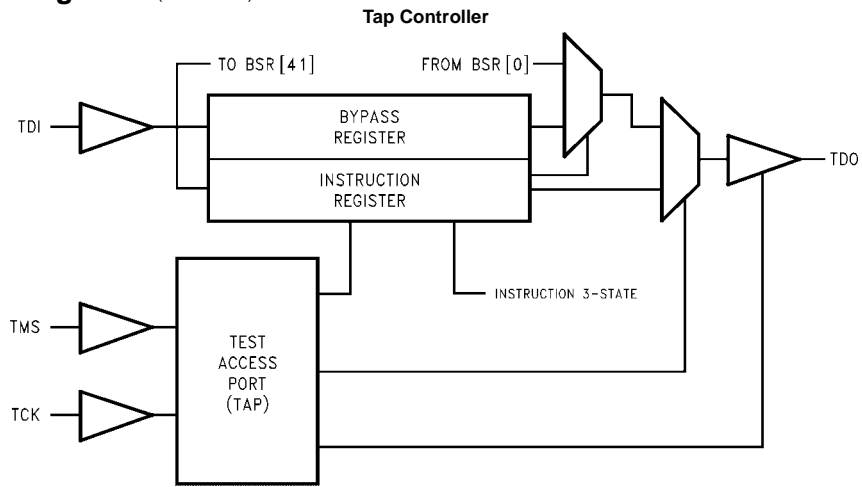 Tap Controller
TO BSR[41]
FROM BSR[0]
TDI
BYPASS
REGISTER
INSTRUCTION
REGISTER
TDO
INSTRUCTION 3-STATE
TMS
TEST
ACCESS
PORT
(TAP)
TCK